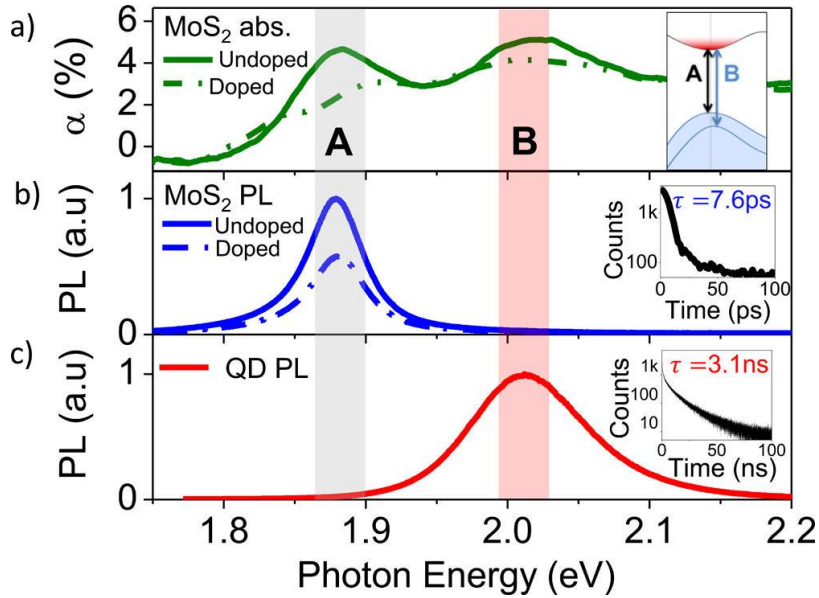 a)
MoS₂ abs.
Undoped
Doped
α (%)
6
4
2
0
A
B
A
B
b)
MoS₂ PL
Undoped
Doped
PL (a.u)
1
0
τ =7.6ps
Counts
1k
100
0
50
100
Time (ps)
c)
QD PL
PL (a.u)
1
0
τ =3.1ns
Counts
1k
100
10
0
50
100
Time (ns)
1.8
1.9
2.0
2.1
2.2
Photon Energy (eV)